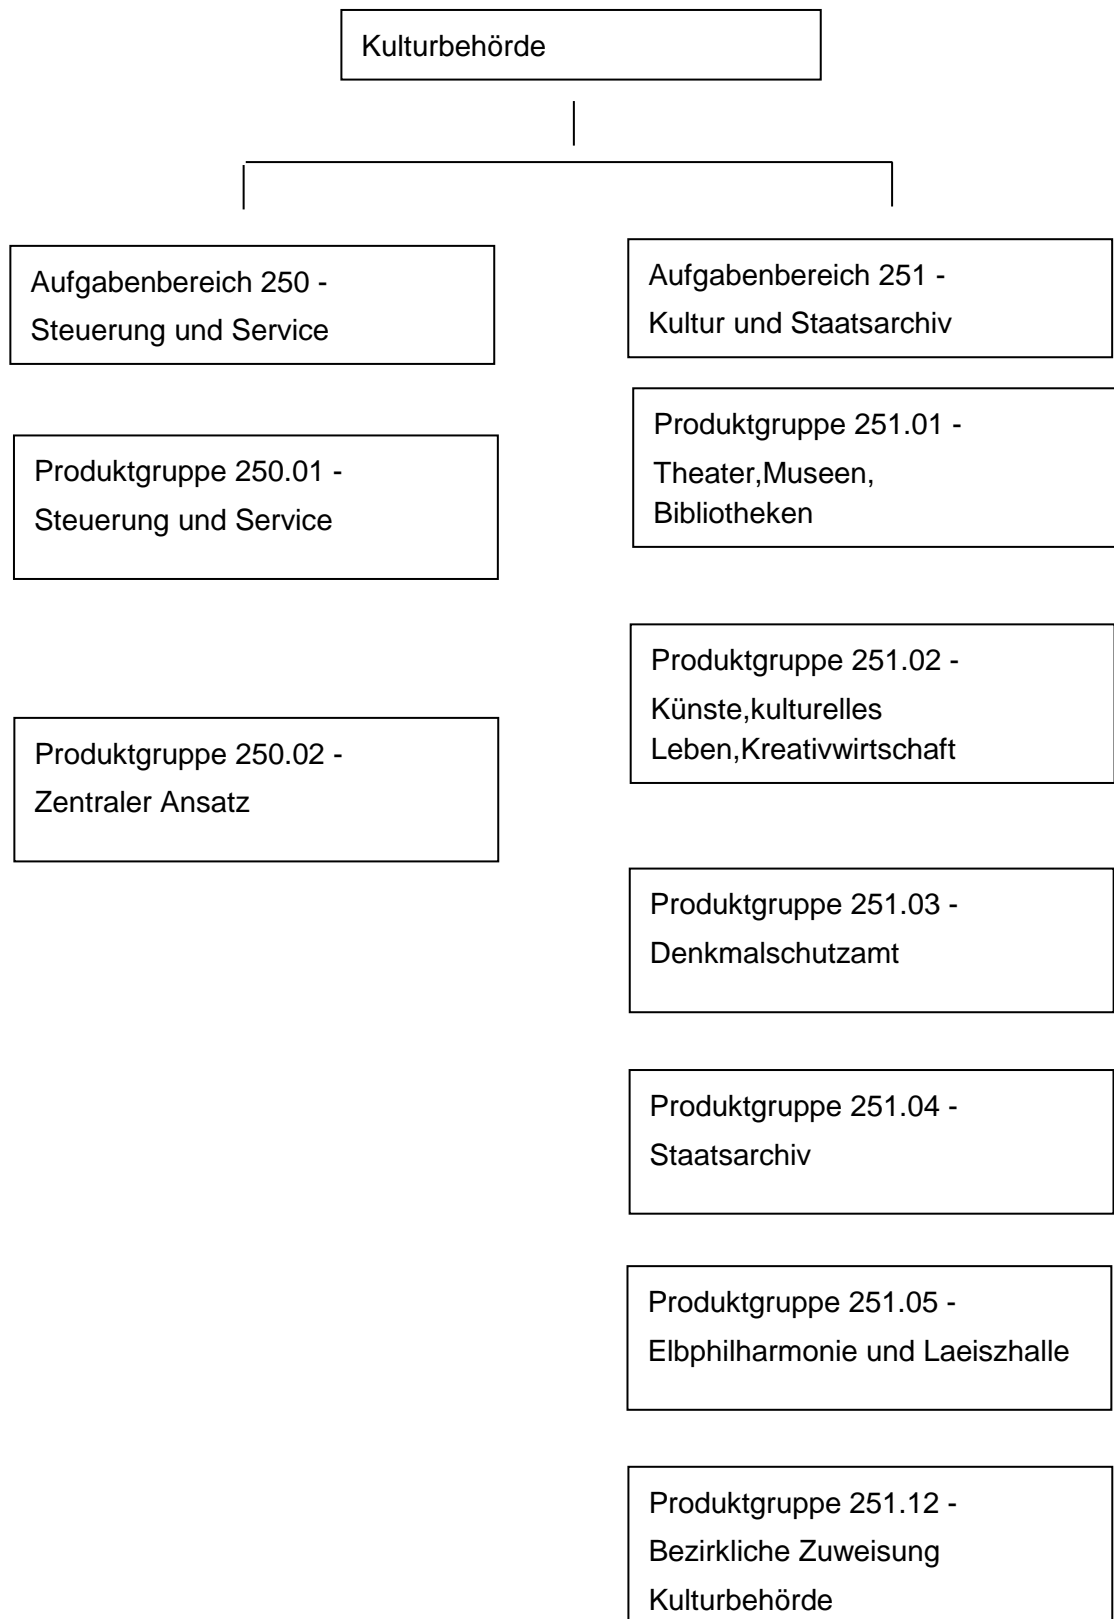 Kulturbehörde
Aufgabenbereich 250 -
Steuerung und Service
Produktgruppe 250.01 -
Steuerung und Service
Produktgruppe 250.02 -
Zentraler Ansatz
Aufgabenbereich 251 -
Kultur und Staatsarchiv
Produktgruppe 251.01 -
Theater,Museen,
Bibliotheken
Produktgruppe 251.02 -
Künste,kulturelles
Leben,Kreativwirtschaft
Produktgruppe 251.03 -
Denkmalschutzamt
Produktgruppe 251.04 -
Staatsarchiv
Produktgruppe 251.05 -
Elbphilharmonie und Laeiszhalle
Produktgruppe 251.12 -
Bezirkliche Zuweisung
Kulturbehörde